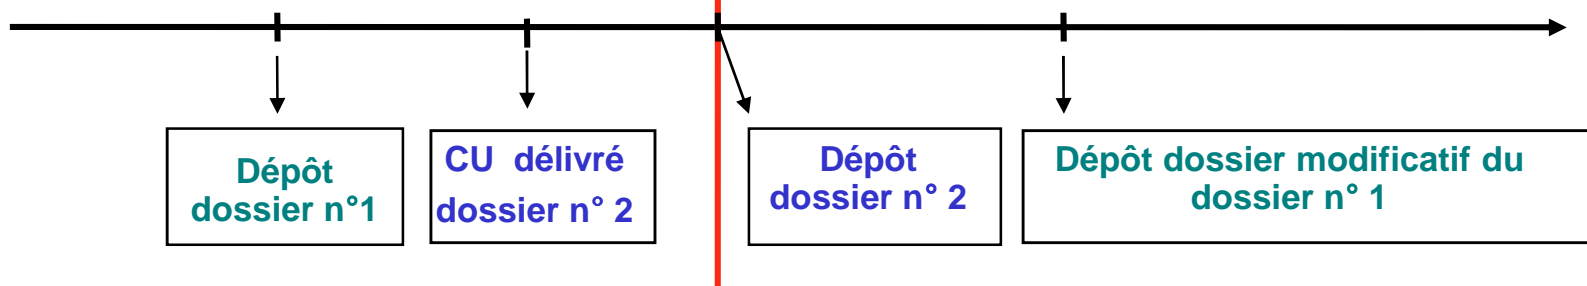 Dépôt
dossier n°1
CU délivré
dossier n° 2
Dépôt
dossier n° 2
Dépôt dossier modificatif du
dossier n° 1